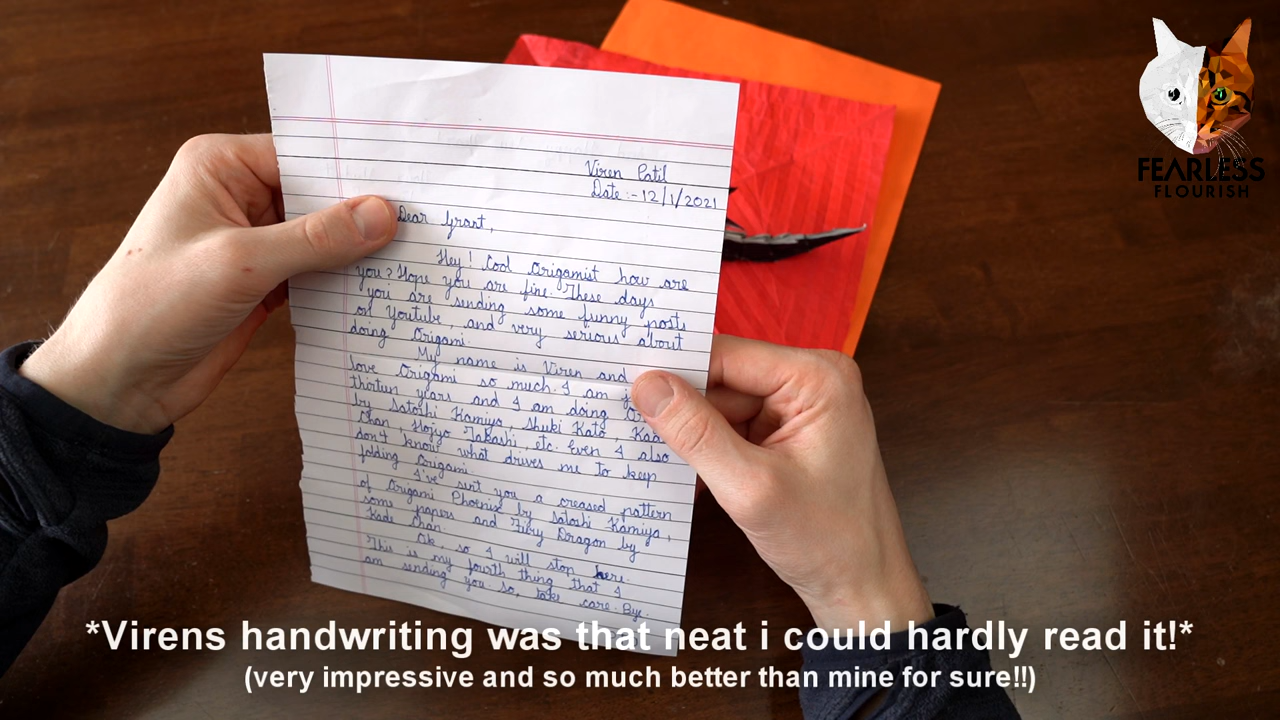 FEARLESS
FLOURISH
Viren Patil
Date :- 12/1/2021
Dear Grant,
Hey! Cool Origamist how are
you? Hope you are fine. These days
you are sending some funny posts
on Youtube, and very serious about
doing Origami.
My name is Viren and
love Origami so much. I am
thirteen years and I am doing
by Satoshi Kamiya, Shuki Kato,
Chan, Hojyo Takashi, etc. Even I also
don't know what drives me to keep
folding Origami.
I've sent you a creased pattern
of Origami Phoenix by Satoshi Kamiya,
some papers and Fiery Dragon by
Kade Chan.
Ok, so I will stop here.
This is my fourth thing that I
am sending you so, take care. Bye.
*Virens handwriting was that neat i could hardly read it!*
(very impressive and so much better than mine for sure!!)